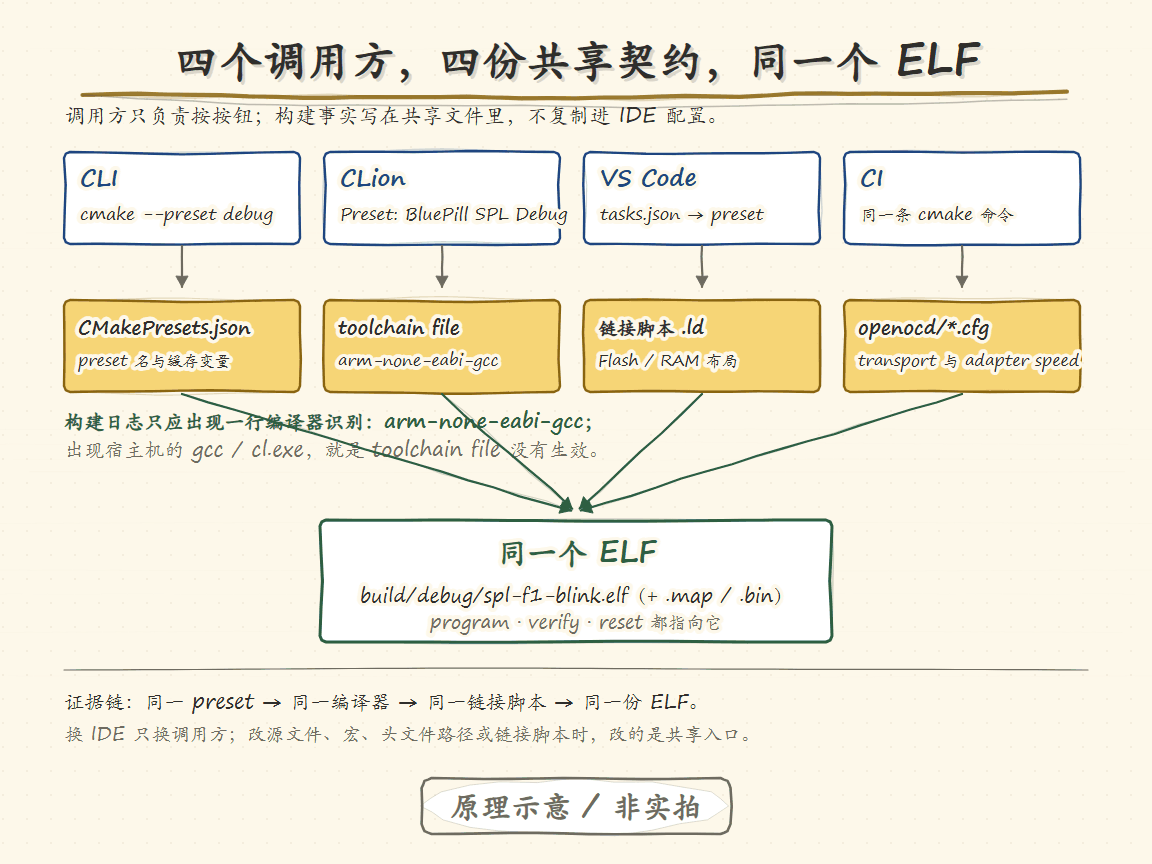 四个调用方，四份共享契约，同一个 ELF
调用方只负责按按钮；构建事实写在共享文件里，不复制进 IDE 配置。
CLI
cmake --preset debug
CLion
Preset: BluePill SPL Debug
VS Code
tasks.json → preset
CI
同一条 cmake 命令
CMakePresets.json
preset 名与缓存变量
toolchain file
arm-none-eabi-gcc
链接脚本 .ld
Flash / RAM 布局
openocd/*.cfg
transport 与 adapter speed
构建日志只应出现一行编译器识别：arm-none-eabi-gcc；
出现宿主机的 gcc / cl.exe，就是 toolchain file 没有生效。
同一个 ELF
build/debug/spl-f1-blink.elf（+ .map / .bin）
program · verify · reset 都指向它
证据链：同一 preset → 同一编译器 → 同一链接脚本 → 同一份 ELF。
换 IDE 只换调用方；改源文件、宏、头文件路径或链接脚本时，改的是共享入口。
原理示意 / 非实拍